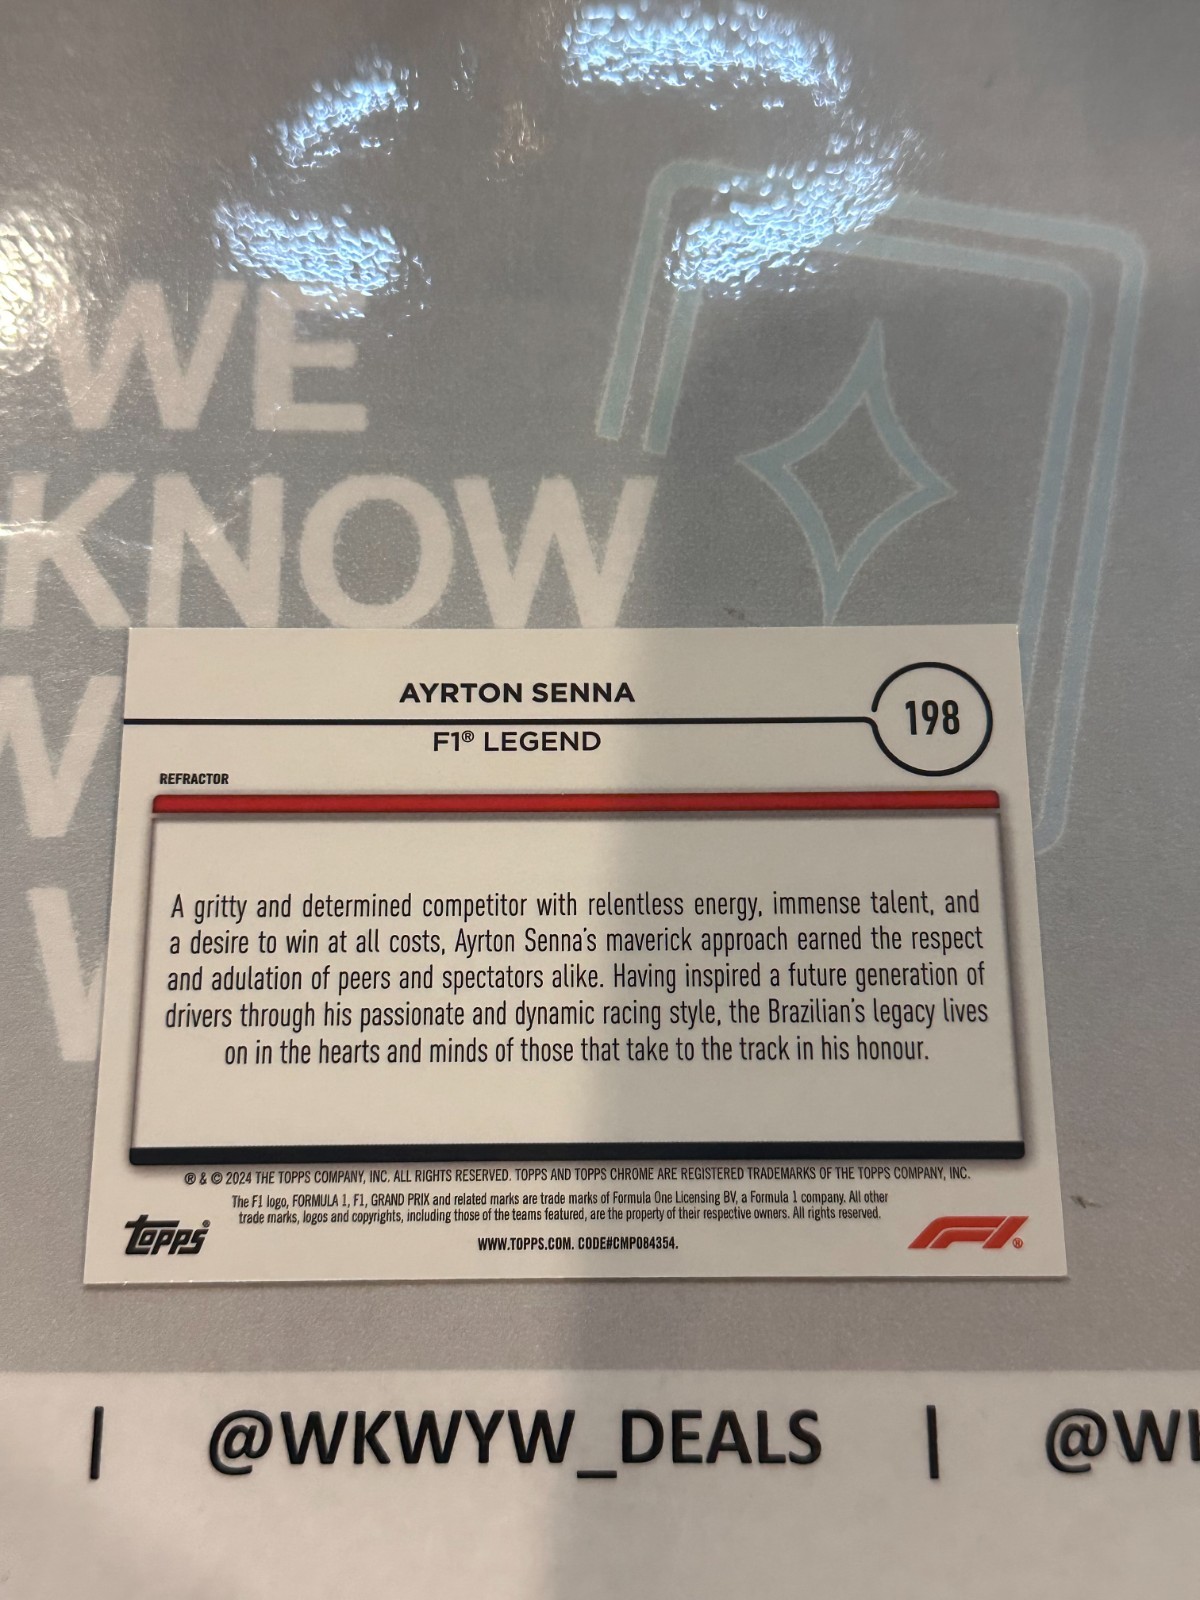 WE
KNOW
W
W
AYRTON SENNA
198
F1® LEGEND
REFRACTOR
A gritty and determined competitor with relentless energy, immense talent, and
a desire to win at all costs, Ayrton Senna's maverick approach earned the respect
and adulation of peers and spectators alike. Having inspired a future generation of
drivers through his passionate and dynamic racing style, the Brazilian's legacy lives
on in the hearts and minds of those that take to the track in his honour.
® & © 2024 THE TOPPS COMPANY, INC. ALL RIGHTS RESERVED. TOPPS AND TOPPS CHROME ARE REGISTERED TRADEMARKS OF THE TOPPS COMPANY, INC.
The F1 logo, FORMULA 1, F1, GRAND PRIX and related marks are trade marks of Formula One Licensing BV, a Formula 1 company. All other
trade marks, logos and copyrights, including those of the teams featured, are the property of their respective owners. All rights reserved.
Topps®
WWW.TOPPS.COM. CODE#CMP084354.
F1®
| @WKWYW_DEALS | @W